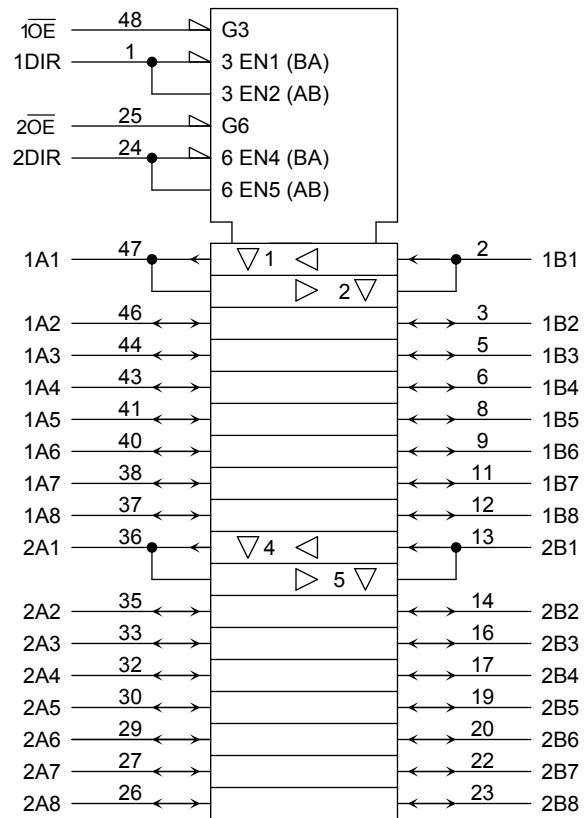 1O̅E̅ 48 G3
1DIR 1 3 EN1 (BA)
3 EN2 (AB)
2O̅E̅ 25 G6
2DIR 24 6 EN4 (BA)
6 EN5 (AB)
1A1 47 1 2 1B1
2
1A2 46 3 1B2
1A3 44 5 1B3
1A4 43 6 1B4
1A5 41 8 1B5
1A6 40 9 1B6
1A7 38 11 1B7
1A8 37 12 1B8
2A1 36 4 13 2B1
5
2A2 35 14 2B2
2A3 33 16 2B3
2A4 32 17 2B4
2A5 30 19 2B5
2A6 29 20 2B6
2A7 27 22 2B7
2A8 26 23 2B8